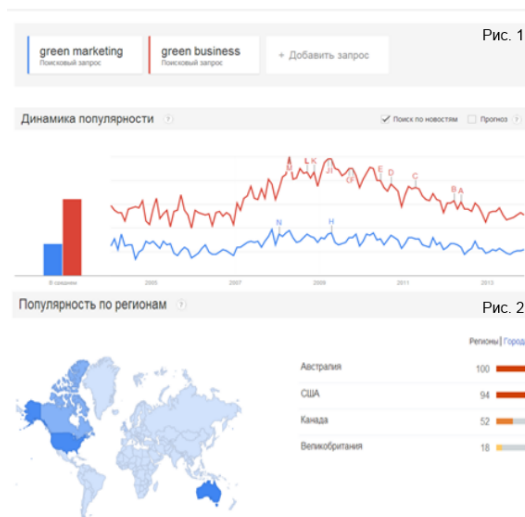 Рис. 1
green marketing
Поисковый запрос
green business
Поисковый запрос
+ Добавить запрос
Динамика популярности ?
Поиск по новостям
Прогноз ?
M L K J I G F E D C B A
N H
В среднем 2005 2007 2009 2011 2013
Популярность по регионам ?
Рис. 2
Регионы | Города
Австралия 100
США 94
Канада 52
Великобритания 18